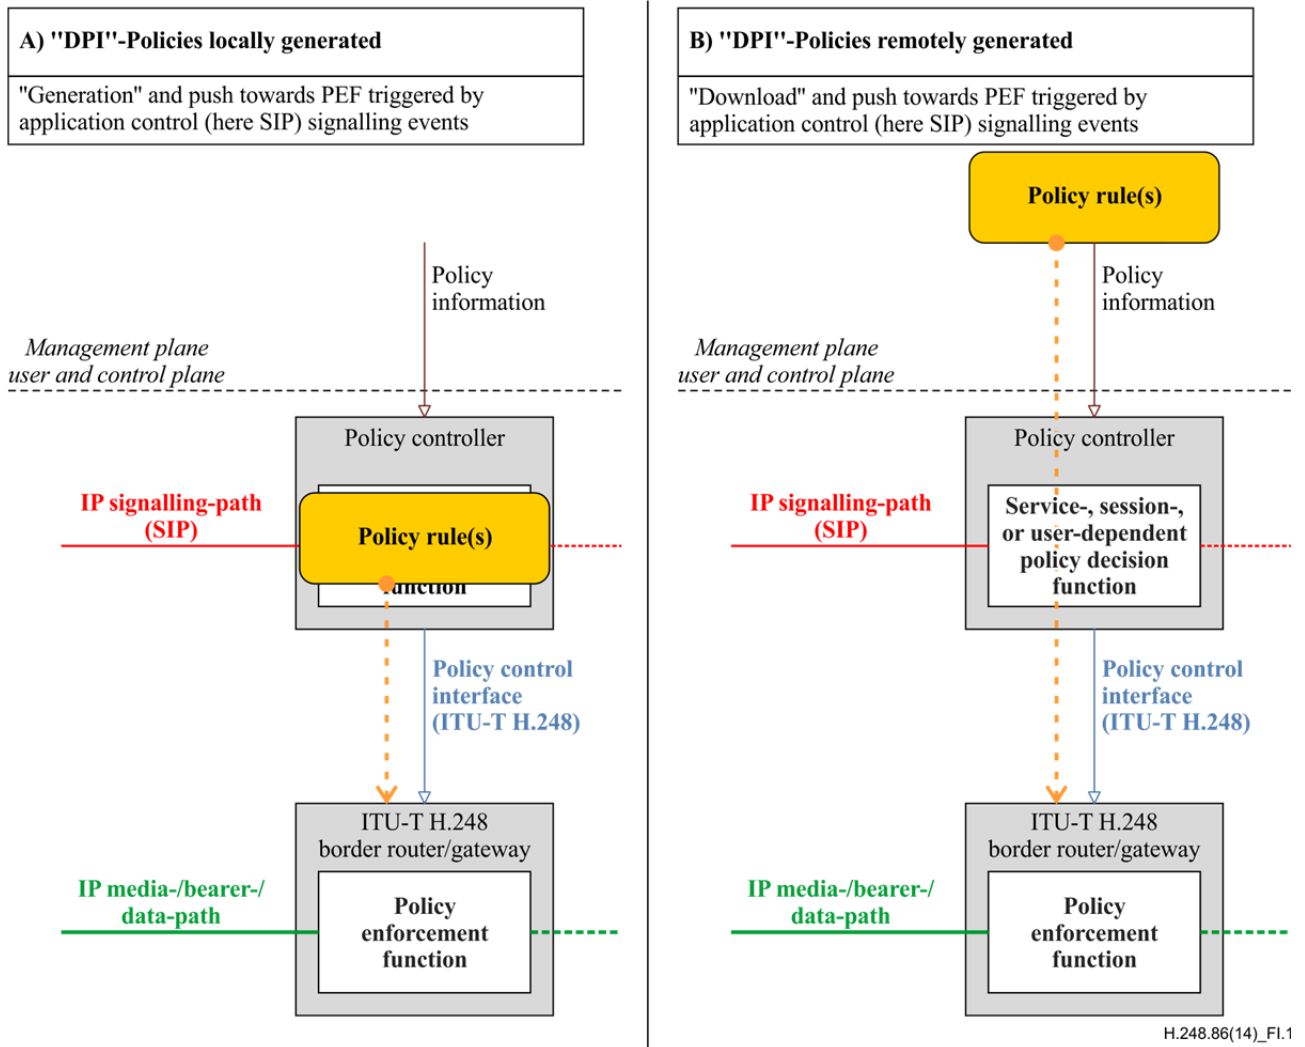 A) "DPI"-Policies locally generated
"Generation" and push towards PEF triggered by
application control (here SIP) signalling events
Policy
information
Management plane
user and control plane
Policy controller
IP signalling-path
(SIP)
Policy rule(s)
function
Policy control
interface
(ITU-T H.248)
ITU-T H.248
border router/gateway
IP media-/bearer-/
data-path
Policy
enforcement
function
B) "DPI"-Policies remotely generated
"Download" and push towards PEF triggered by
application control (here SIP) signalling events
Policy rule(s)
Policy
information
Management plane
user and control plane
Policy controller
IP signalling-path
(SIP)
Service-, session-,
or user-dependent
policy decision
function
Policy control
interface
(ITU-T H.248)
ITU-T H.248
border router/gateway
IP media-/bearer-/
data-path
Policy
enforcement
function
H.248.86(14)_FI.1